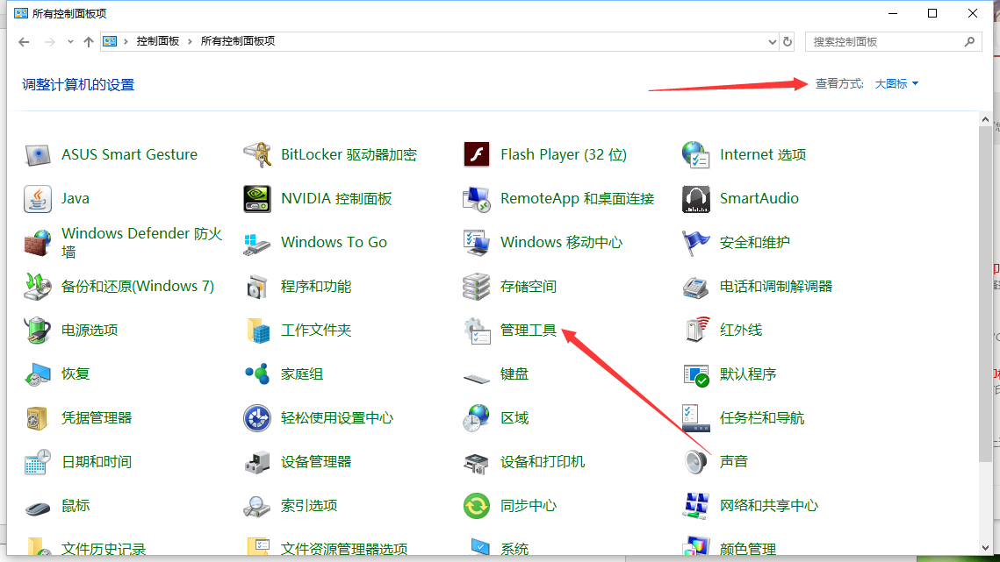 所有控制面板项
控制面板 所有控制面板项
搜索控制面板
调整计算机的设置
查看方式: 大图标
ASUS Smart Gesture
BitLocker 驱动器加密
Flash Player (32 位)
Internet 选项
Java
NVIDIA 控制面板
RemoteApp 和桌面连接
SmartAudio
Windows Defender 防火
墙
Windows To Go
Windows 移动中心
安全和维护
备份和还原(Windows 7)
程序和功能
存储空间
电话和调制解调器
电源选项
工作文件夹
管理工具
红外线
恢复
家庭组
键盘
默认程序
凭据管理器
轻松使用设置中心
区域
任务栏和导航
日期和时间
设备管理器
设备和打印机
声音
鼠标
索引选项
同步中心
网络和共享中心
文件历史记录
文件资源管理器选项
系统
颜色管理